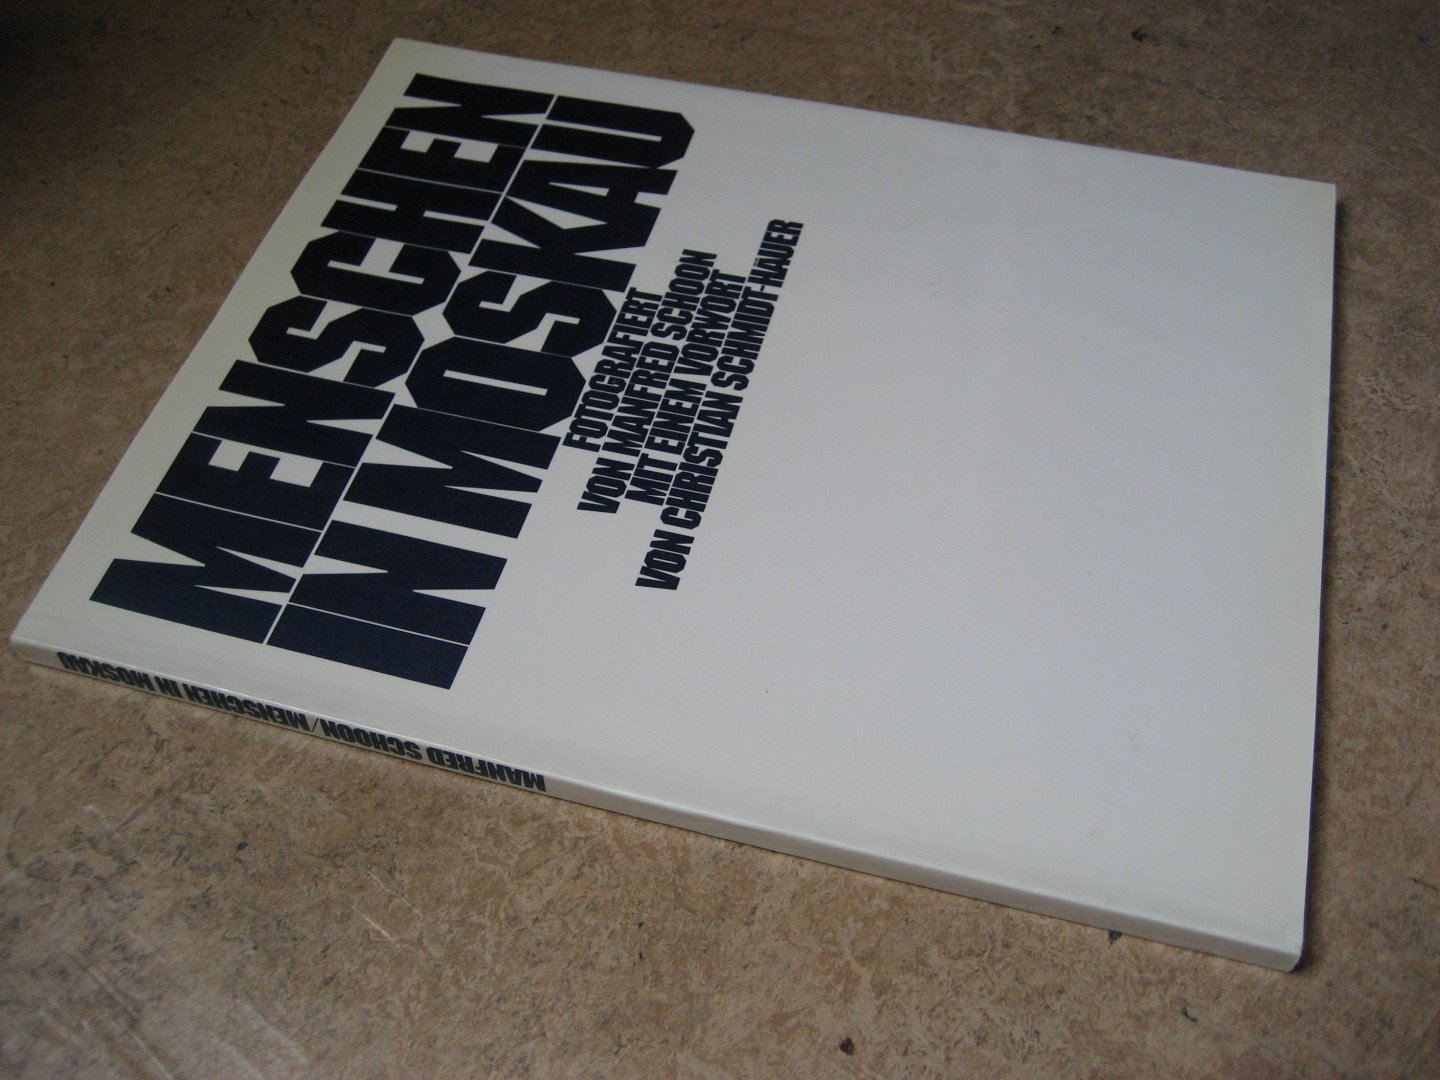 MENSCHEN
IN MOSKAU
FOTOGRAFIERT
VON MANFRED SCHOON
MIT EINEM VORWORT
VON CHRISTIAN SCHMIDT-HÄUER
MANFRED SCHOON/MENSCHEN IN MOSKAU